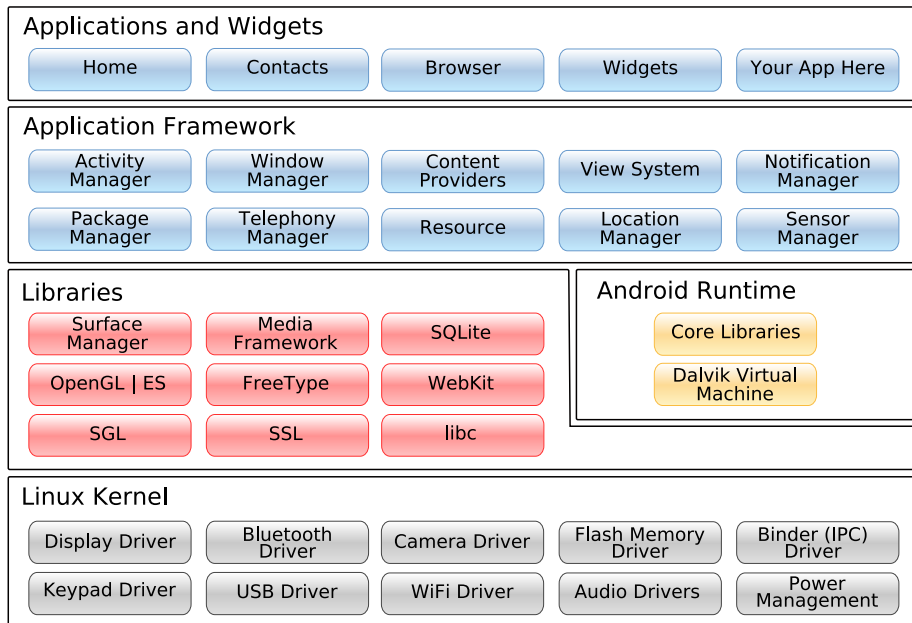 Applications and Widgets
Home
Contacts
Browser
Widgets
Your App Here
Application Framework
Activity
Manager
Window
Manager
Content
Providers
View System
Notification
Manager
Package
Manager
Telephony
Manager
Resource
Location
Manager
Sensor
Manager
Libraries
Surface
Manager
Media
Framework
SQLite
OpenGL | ES
FreeType
WebKit
SGL
SSL
libc
Android Runtime
Core Libraries
Dalvik Virtual
Machine
Linux Kernel
Display Driver
Bluetooth
Driver
Camera Driver
Flash Memory
Driver
Binder (IPC)
Driver
Keypad Driver
USB Driver
WiFi Driver
Audio Drivers
Power
Management